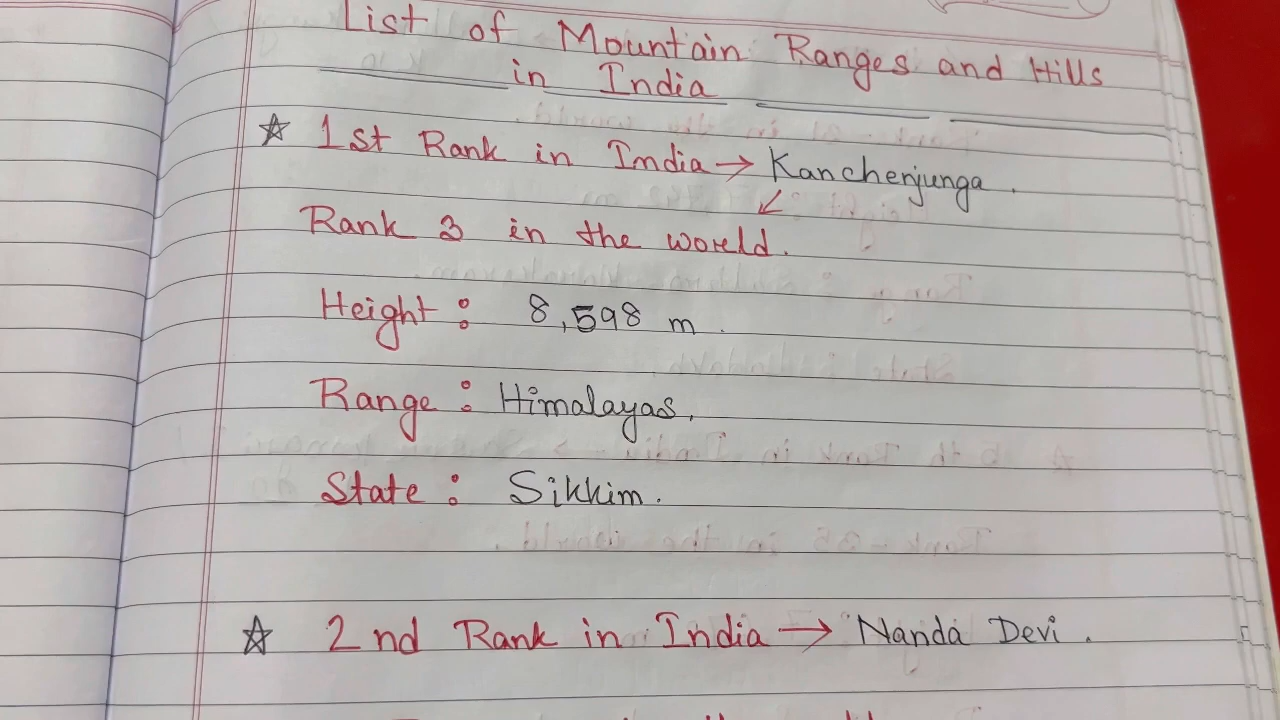 List of Mountain Ranges and Hills
in India
☆ 1st Rank in India → Kanchenjunga.
Rank 3 in the world.
Height : 8,598 m.
Range : Himalayas.
State : Sikkim.
☆ 2nd Rank in India → Nanda Devi.